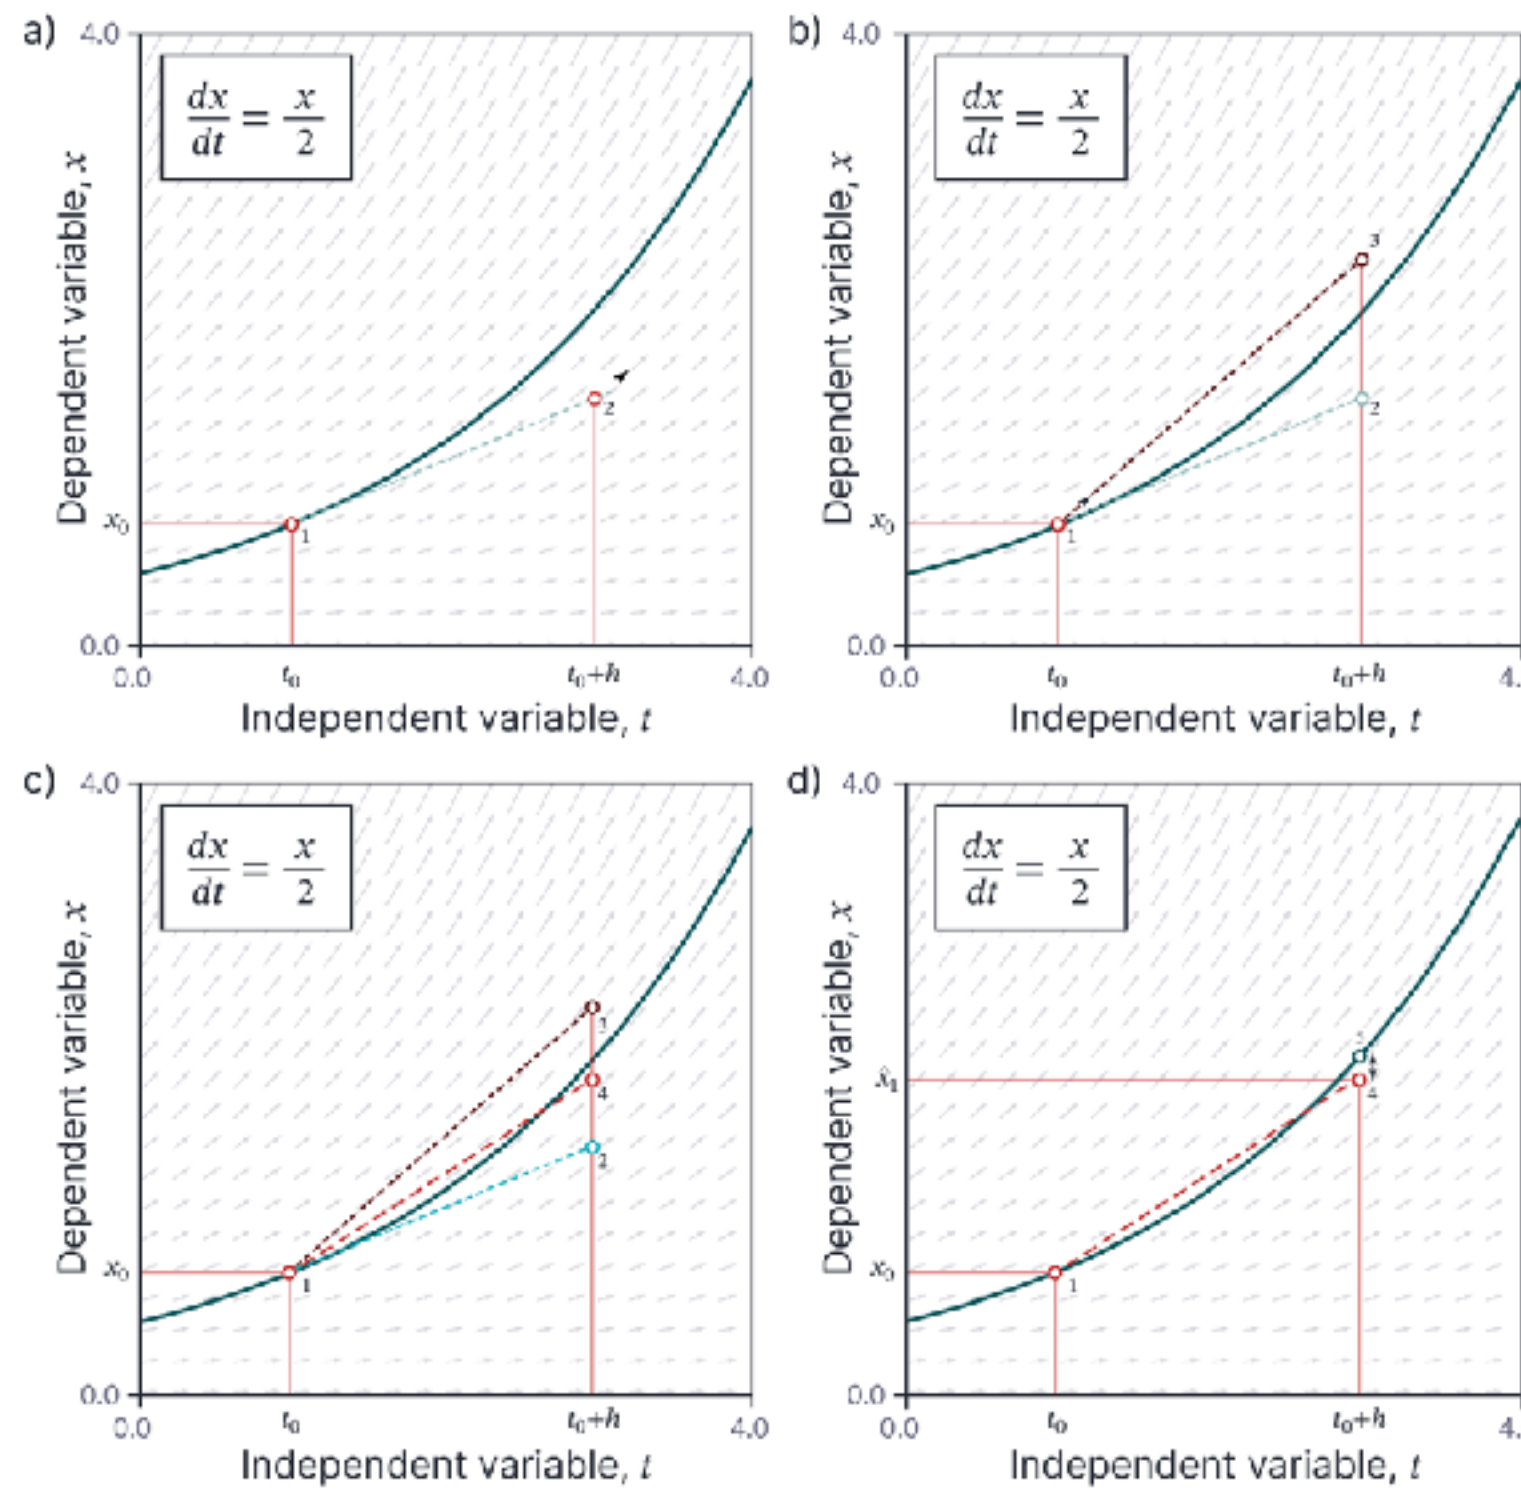 a)
4.0
dx/dt = x/2
Dependent variable, x
x₀
1
2
0.0
0.0
t₀
t₀+h
4.0
Independent variable, t
b)
4.0
dx/dt = x/2
Dependent variable, x
3
2
x₀
1
0.0
0.0
t₀
t₀+h
4.
Independent variable, t
c)
4.0
dx/dt = x/2
Dependent variable, x
3
4
2
x₀
1
0.0
0.0
t₀
t₀+h
4.0
Independent variable, t
d)
4.0
dx/dt = x/2
Dependent variable, x
x̂₁
4
x₀
1
0.0
0.0
t₀
t₀+h
4.
Independent variable, t